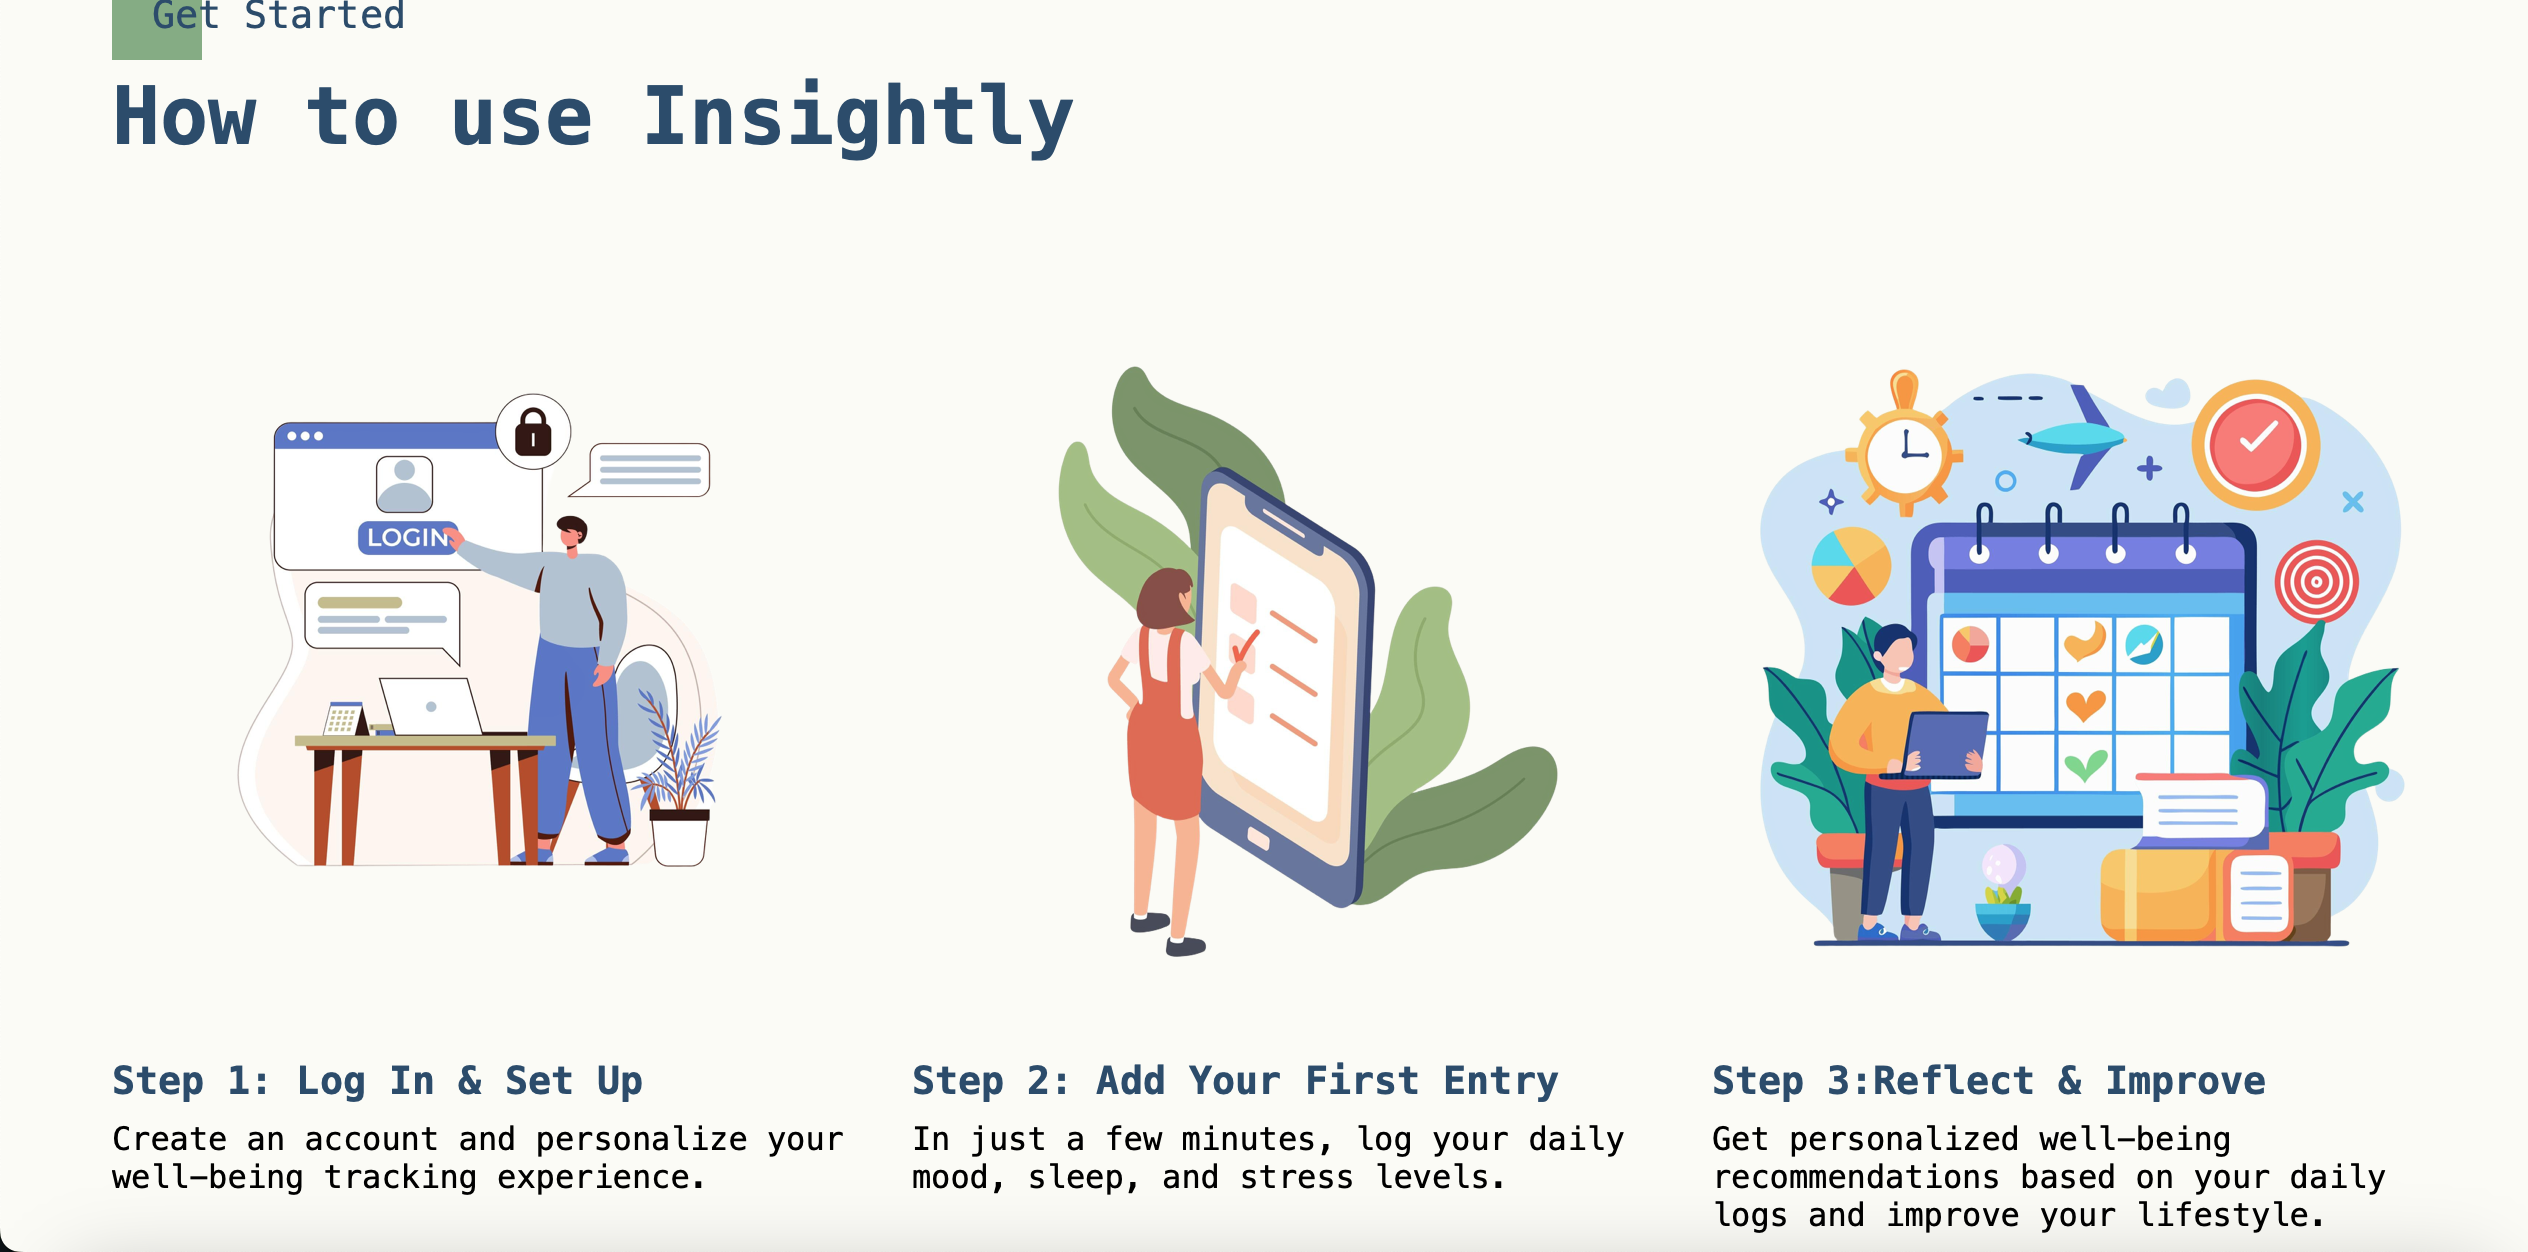 Get Started
How to use Insightly
LOGIN
Step 1: Log In & Set Up
Create an account and personalize your
well-being tracking experience.
Step 2: Add Your First Entry
In just a few minutes, log your daily
mood, sleep, and stress levels.
Step 3:Reflect & Improve
Get personalized well-being
recommendations based on your daily
logs and improve your lifestyle.